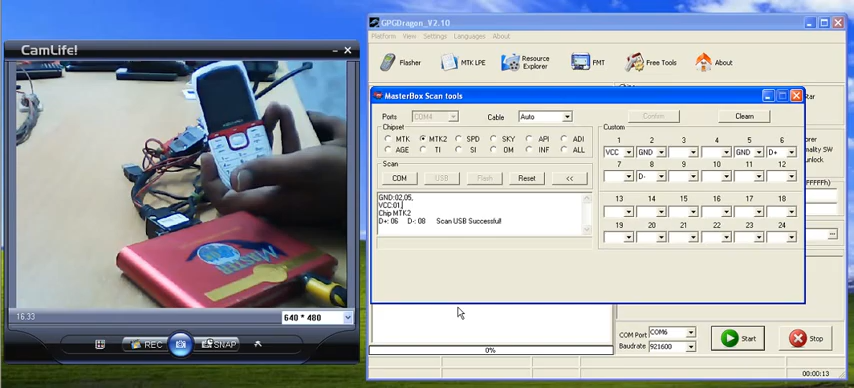 CamLife!
MASTER
16:33
640 * 480
REC
SNAP
GPGDragon_V2.10
Platform View Settings Languages About
Flasher
MTK LPE
Resource Explorer
FMT
Free Tools
About
MasterBox Scan tools
Ports COM4 Cable Auto
Chipset
MTK MTK2 SPD SKY API ADI
AGE TI SI OM INF ALL
Scan
COM USB Flash Reset <<
GND:02,05,
VCC:01,
Chip MTK2
D+: 06 D-: 08 Scan USB Successful!
Custom Clearn
Custom
1 2 3 4 5 6
VCC GND GND D+
7 8 9 10 11 12
D-
13 14 15 16 17 18
19 20 21 22 23 24
COM Port COM6
Baudrate 921600
Start
Stop
0%
00:00:13